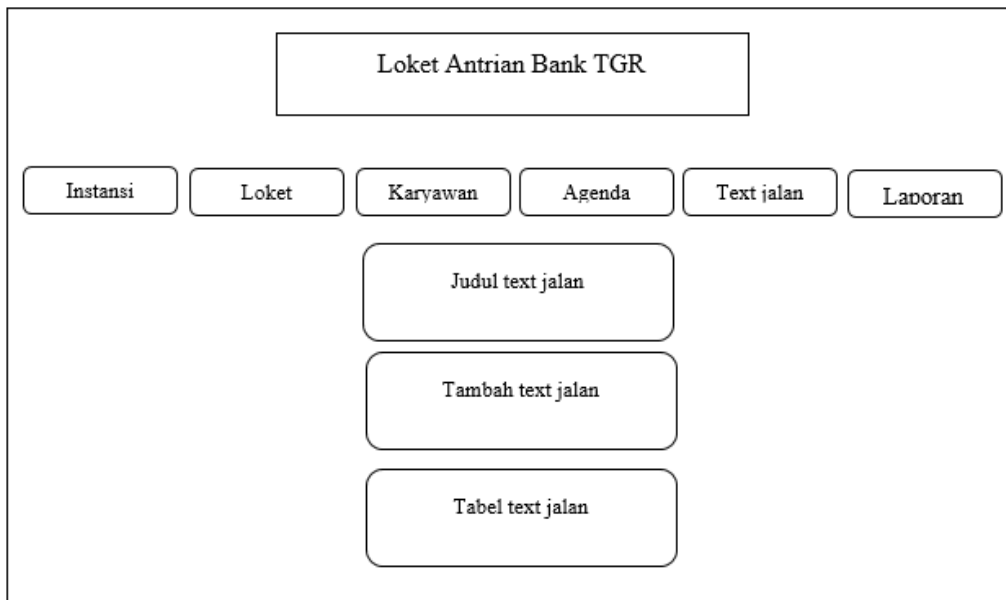 Loket Antrian Bank TGR
Instansi
Loket
Karyawan
Agenda
Text jalan
Laporan
Judul text jalan
Tambah text jalan
Tabel text jalan